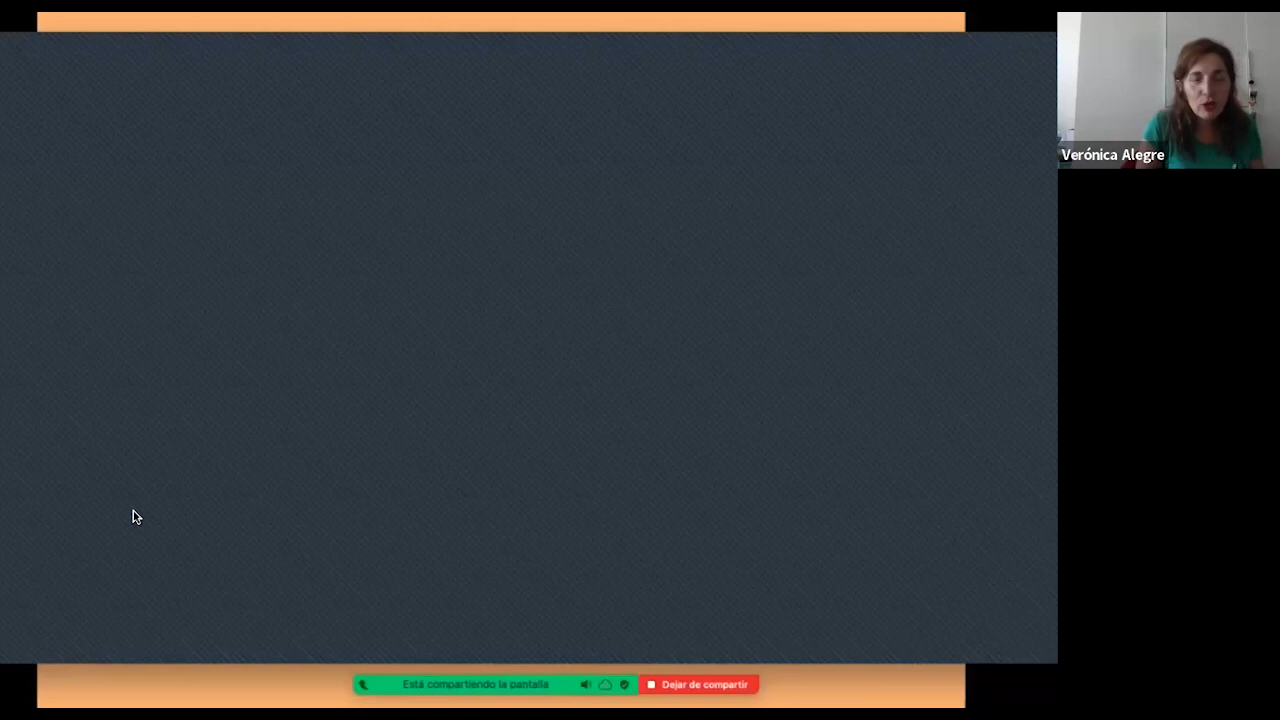 Verónica Alegre
Está compartiendo la pantalla
Dejar de compartir